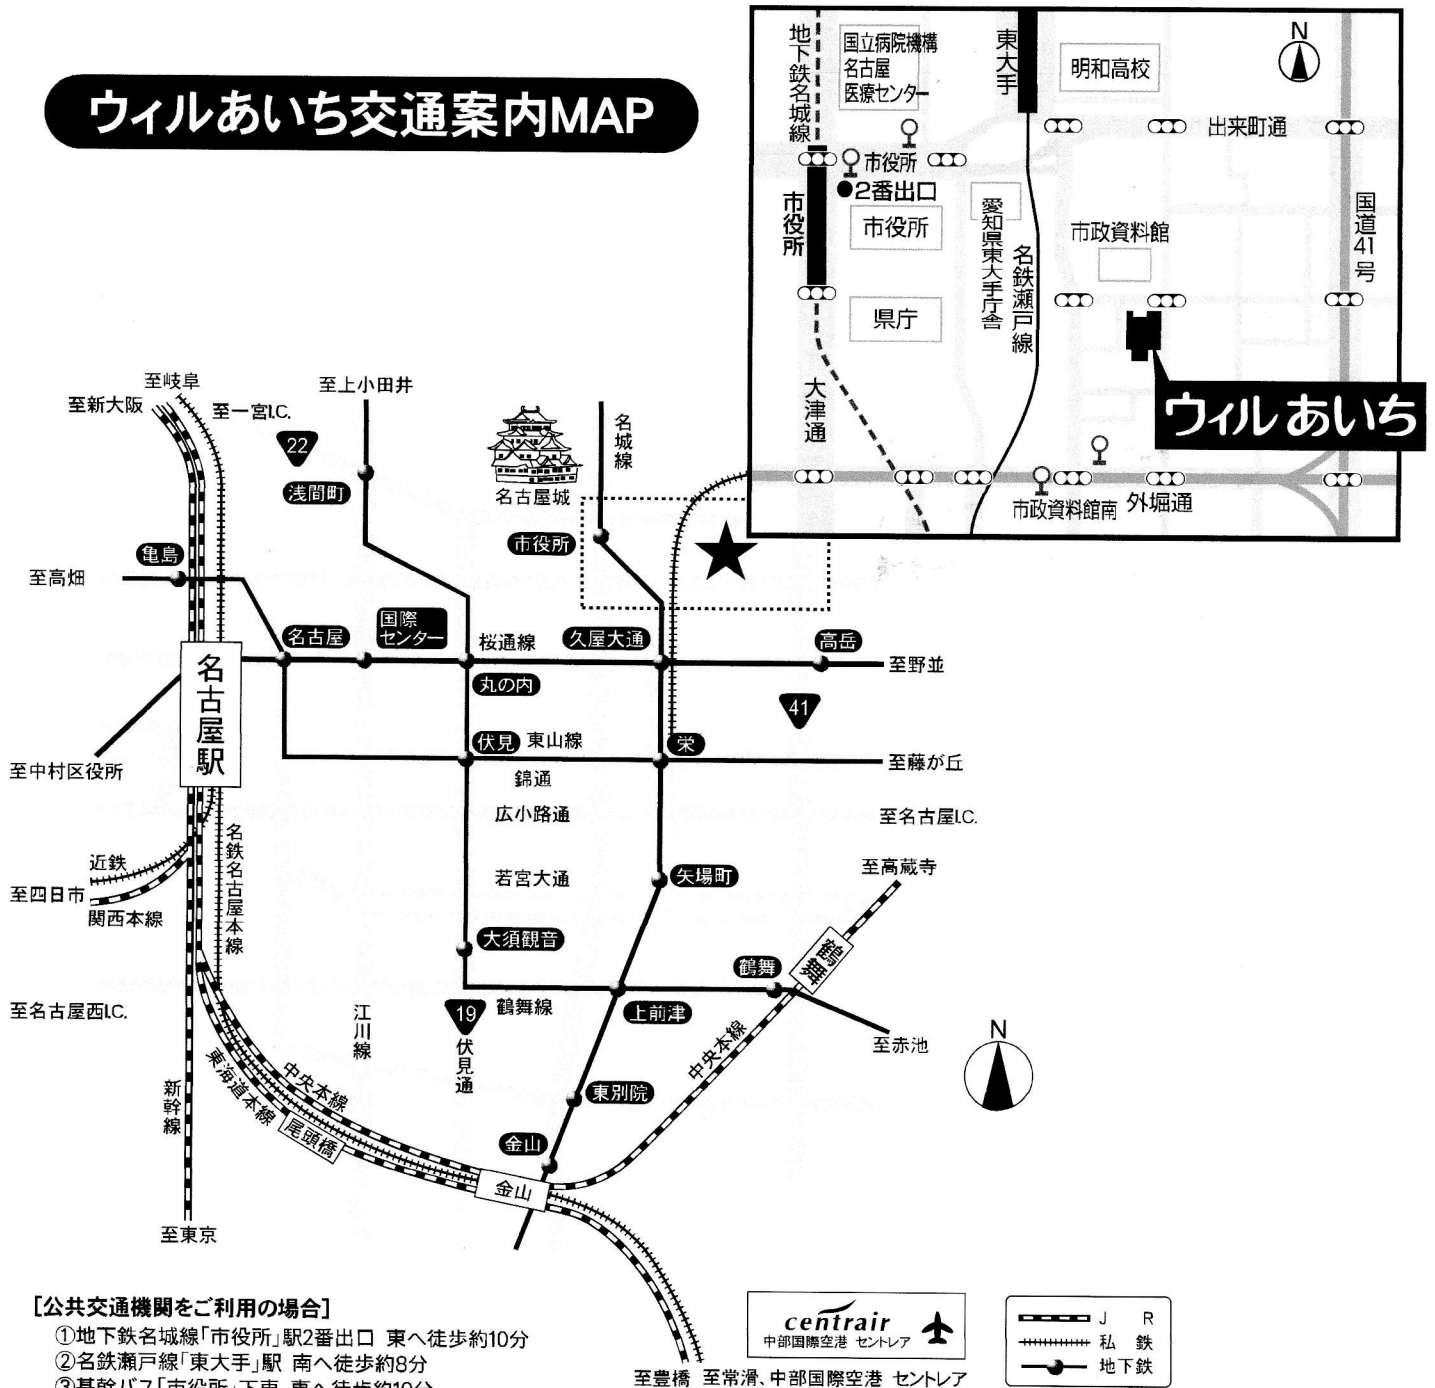 ウィルあいち交通案内MAP
地下鉄名城線
国立病院機構
名古屋
医療センター
東大手
明和高校
N
出来町通
市役所
●2番出口
市役所
市役所
愛知県東大手庁舎
名鉄瀬戸線
市政資料館
国道41号
県庁
大津通
ウィルあいち
市政資料館南
外堀通
至岐阜
至新大阪
至一宮I.C.
至上小田井
22
浅間町
名古屋城
名城線
市役所
亀島
至高畑
名古屋
国際
センター
桜通線
久屋大通
高岳
至野並
丸の内
41
名古屋駅
伏見
東山線
栄
至中村区役所
錦通
至藤が丘
広小路通
至名古屋I.C.
近鉄
名鉄名古屋本線
若宮大通
矢場町
至高蔵寺
至四日市
関西本線
大須観音
鶴舞
鶴舞
至名古屋西I.C.
江川線
19
鶴舞線
上前津
伏見通
中央本線
至赤池
N
新幹線
東海道本線
中央本線
尾頭橋
東別院
金山
金山
至東京
[公共交通機関をご利用の場合]
①地下鉄名城線「市役所」駅2番出口 東へ徒歩約10分
②名鉄瀬戸線「東大手」駅 南へ徒歩約8分
③基幹バス「市役所」下車 東へ徒歩約10分
centrair
中部国際空港 セントレア
至豊橋 至常滑、中部国際空港 セントレア
J R
私 鉄
地下鉄